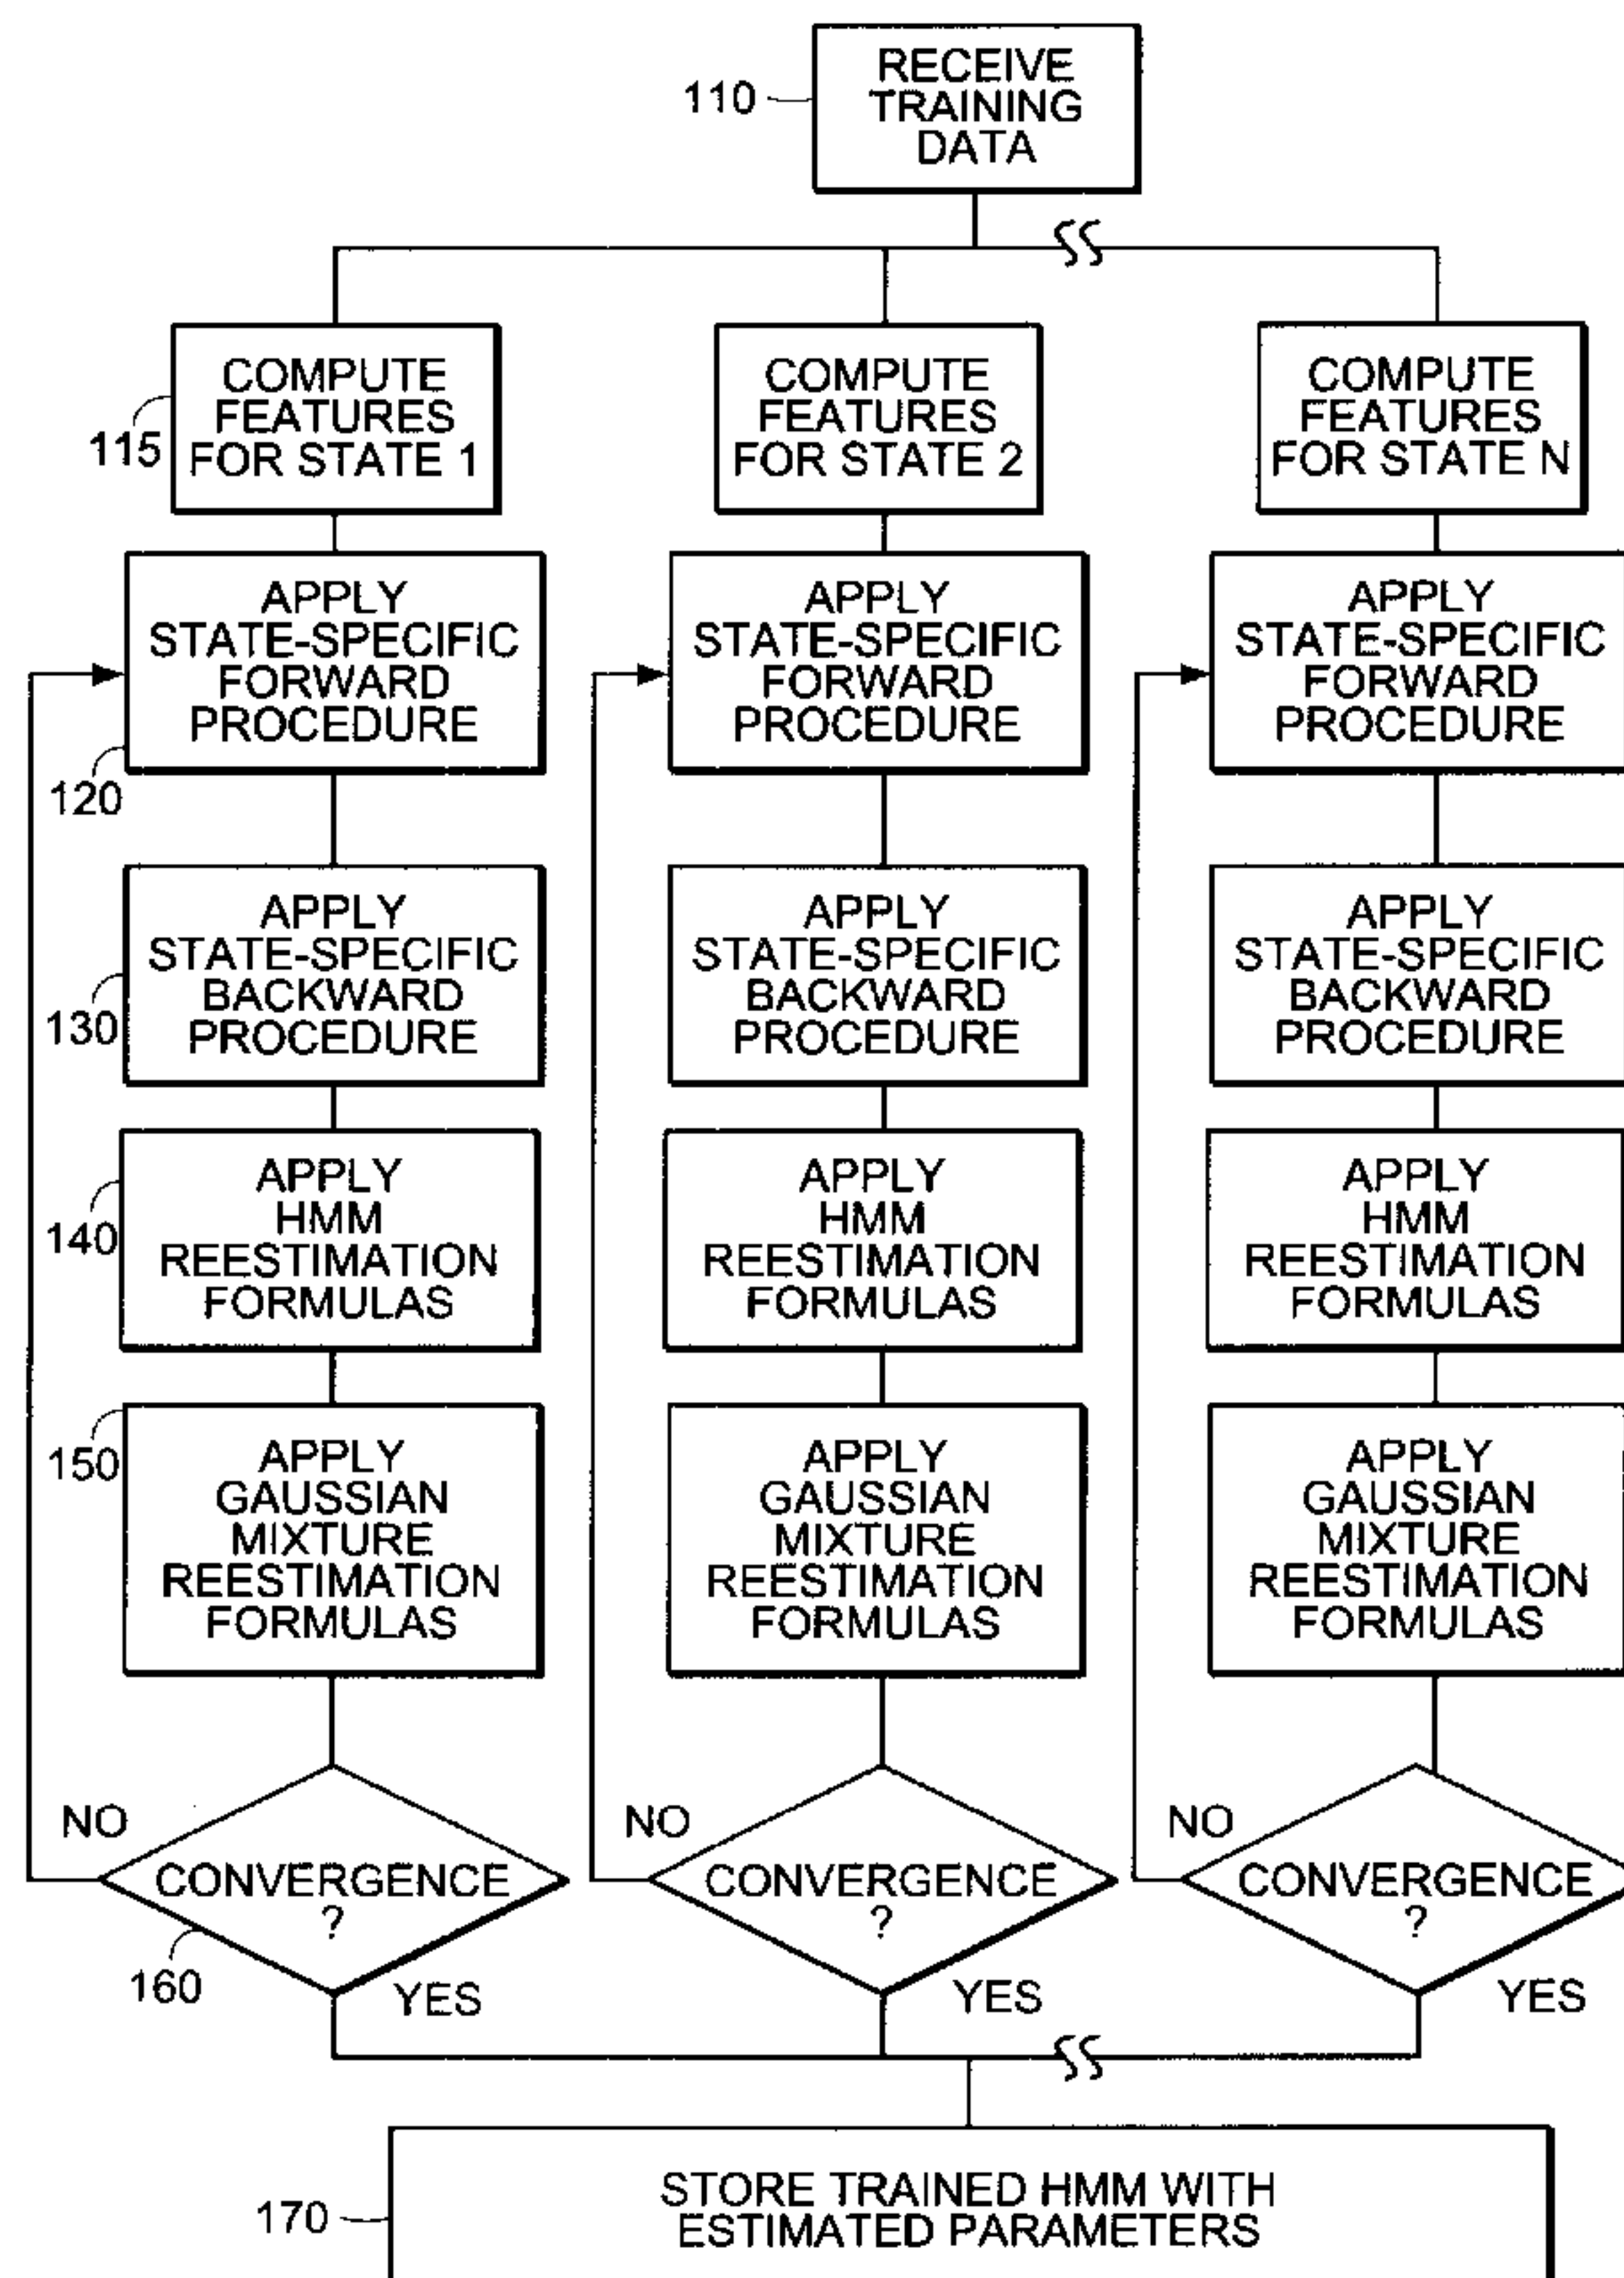 RECEIVE
TRAINING
DATA
110
COMPUTE
FEATURES
FOR STATE 1
115
COMPUTE
FEATURES
FOR STATE 2
COMPUTE
FEATURES
FOR STATE N
APPLY
STATE-SPECIFIC
FORWARD
PROCEDURE
120
APPLY
STATE-SPECIFIC
FORWARD
PROCEDURE
APPLY
STATE-SPECIFIC
FORWARD
PROCEDURE
APPLY
STATE-SPECIFIC
BACKWARD
PROCEDURE
130
APPLY
STATE-SPECIFIC
BACKWARD
PROCEDURE
APPLY
STATE-SPECIFIC
BACKWARD
PROCEDURE
APPLY
HMM
REESTIMATION
FORMULAS
140
APPLY
HMM
REESTIMATION
FORMULAS
APPLY
HMM
REESTIMATION
FORMULAS
150
APPLY
GAUSSIAN
MIXTURE
REESTIMATION
FORMULAS
APPLY
GAUSSIAN
MIXTURE
REESTIMATION
FORMULAS
APPLY
GAUSSIAN
MIXTURE
REESTIMATION
FORMULAS
NO
CONVERGENCE
?
160
YES
NO
CONVERGENCE
?
YES
NO
CONVERGENCE
?
YES
170
STORE TRAINED HMM WITH
ESTIMATED PARAMETERS